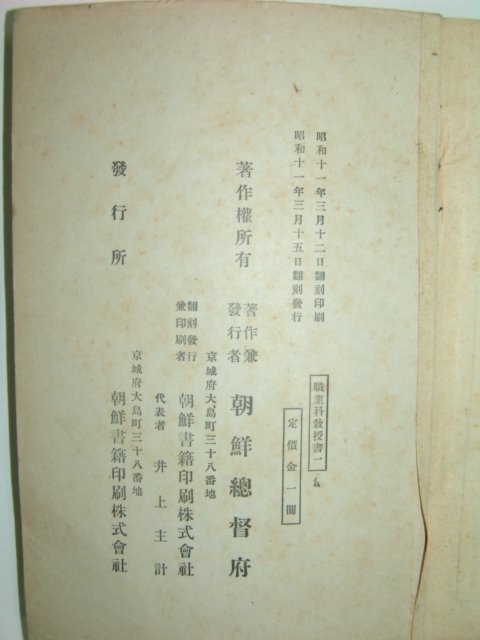 昭和十一年三月十二日翻刻印刷
昭和十一年三月十五日翻刻發行
職業科教授書一
定價金一圓
著作權所有
著作兼
發行者
朝鮮總督府
京城府大島町三十八番地
翻刻發行
兼印刷者
朝鮮書籍印刷株式會社
代表者 井上主計
京城府大島町三十八番地
發行所
朝鮮書籍印刷株式會社